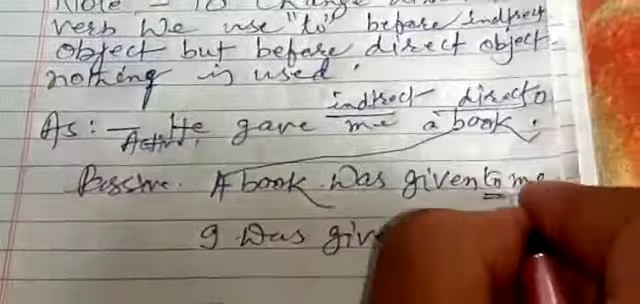 verb we use "to" before indirect
object but before direct object
nothing is used.
indirect direct o
As: — He gave me a book.
Active.
Passive. A book was given to me
I was giv